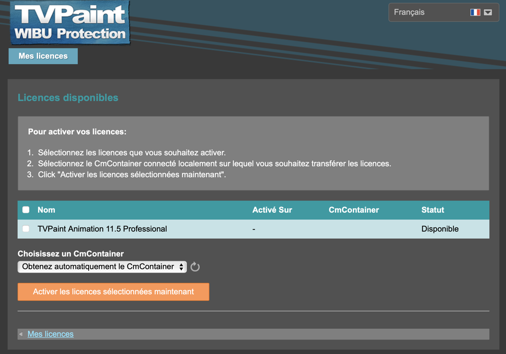 TVPaint
WIBU Protection
Français
Mes licences
Licences disponibles
Pour activer vos licences:
1. Sélectionnez les licences que vous souhaitez activer.
2. Sélectionnez le CmContainer connecté localement sur lequel vous souhaitez transférer les licences.
3. Click "Activer les licences sélectionnées maintenant".
Nom Activé Sur CmContainer Statut
TVPaint Animation 11.5 Professional - Disponible
Choisissez un CmContainer
Obtenez automatiquement le CmContainer
Activer les licences sélectionnées maintenant
Mes licences